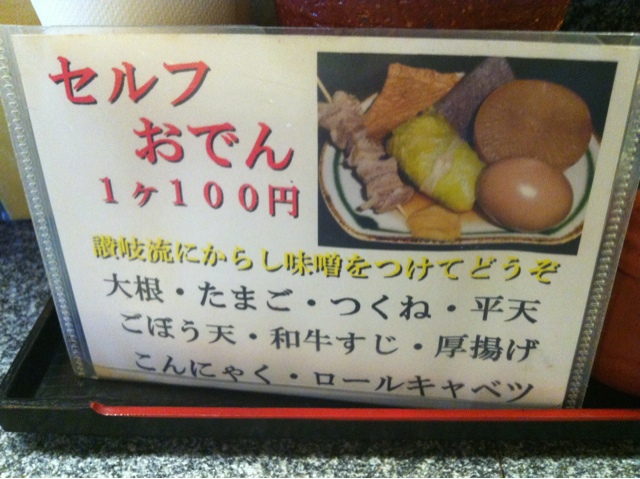 セルフ
おでん
1ヶ100円
讃岐流にからし味噌をつけてどうぞ
大根・たまご・つくね・平天
ごぼう天・和牛すじ・厚揚げ
こんにゃく・ロールキャベツ